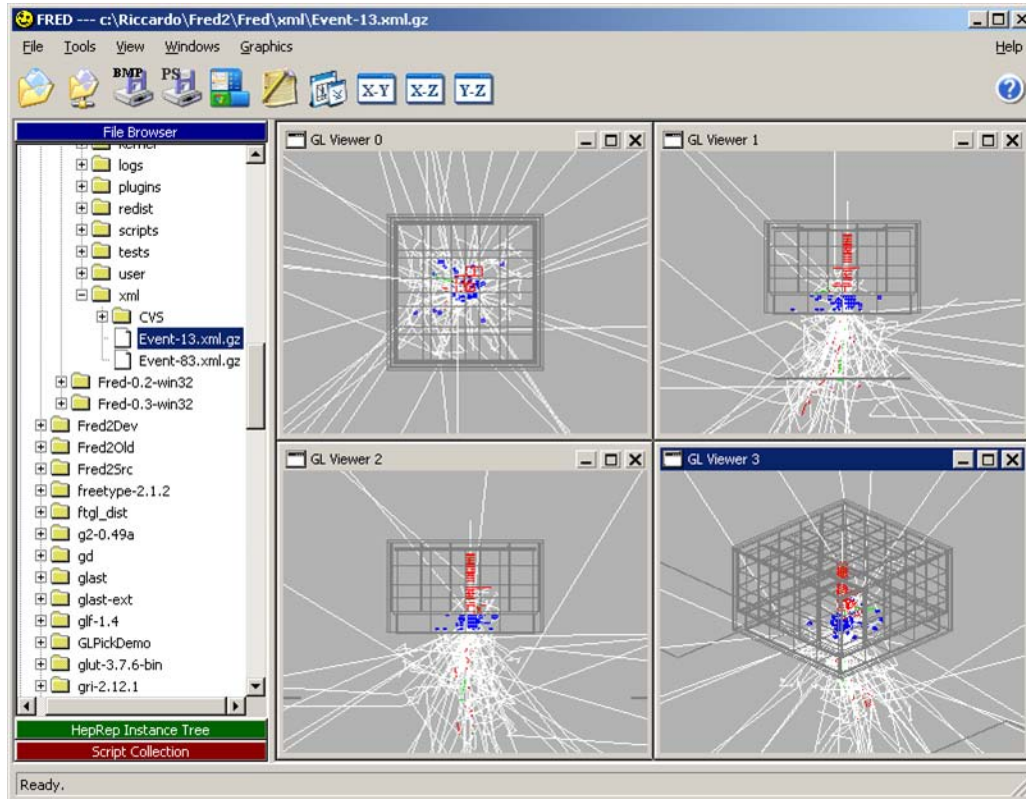 FRED --- c:\Riccardo\Fred2\Fred\xml\Event-13.xml.gz
File Tools View Windows Graphics Help
BMP PS X-Y X-Z Y-Z
File Browser
kernel
logs
plugins
redist
scripts
tests
user
xml
CVS
Event-13.xml.gz
Event-83.xml.gz
Fred-0.2-win32
Fred-0.3-win32
Fred2Dev
Fred2Old
Fred2Src
freetype-2.1.2
ftgl_dist
g2-0.49a
gd
glast
glast-ext
glf-1.4
GLPickDemo
glut-3.7.6-bin
gri-2.12.1
HepRep Instance Tree
Script Collection
GL Viewer 0
GL Viewer 1
GL Viewer 2
GL Viewer 3
Ready.